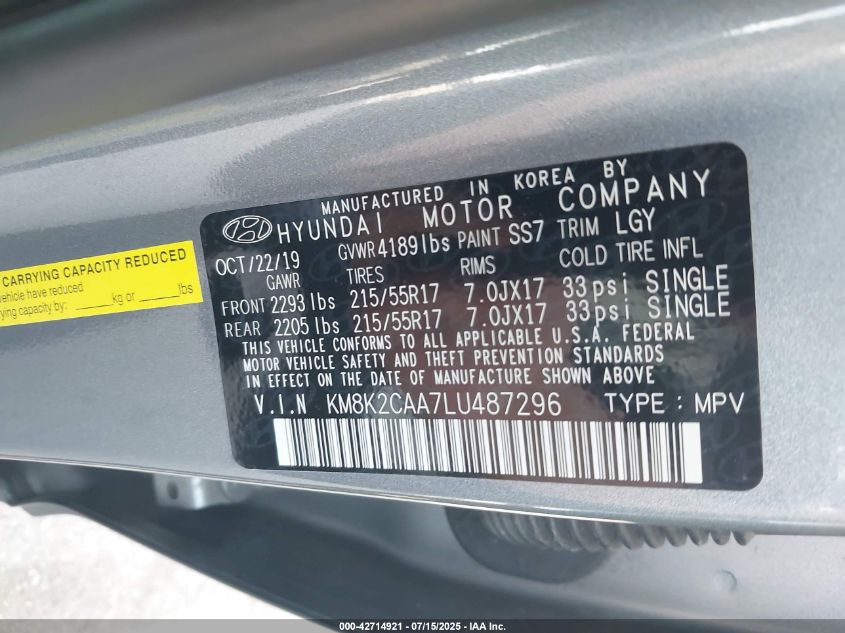 MANUFACTURED IN KOREA BY
HYUNDAI MOTOR COMPANY
OCT/22/19 GVWR 4189 lbs PAINT SS7 TRIM LGY
GAWR TIRES RIMS COLD TIRE INFL
FRONT 2293 lbs 215/55R17 7.0JX17 33psi SINGLE
REAR 2205 lbs 215/55R17 7.0JX17 33psi SINGLE
THIS VEHICLE CONFORMS TO ALL APPLICABLE U.S.A. FEDERAL
MOTOR VEHICLE SAFETY AND THEFT PREVENTION STANDARDS
IN EFFECT ON THE DATE OF MANUFACTURE SHOWN ABOVE
V.I.N KM8K2CAA7LU487296 TYPE : MPV
CARRYING CAPACITY REDUCED
vehicle have reduced
carrying capacity by: _____ kg or _____ lbs
000-42714921 - 07/15/2025 - IAA Inc.